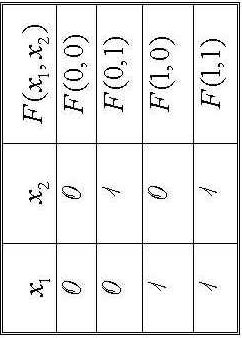 x₁ x₂ F(x₁, x₂)
0 0 F(0,0)
0 1 F(0,1)
1 0 F(1,0)
1 1 F(1,1)